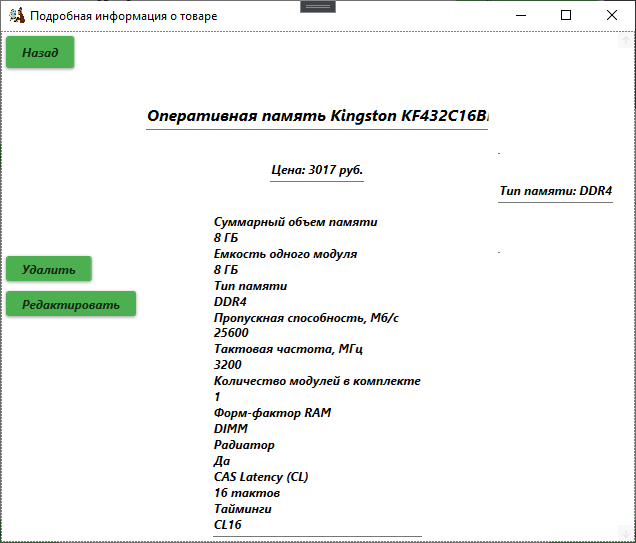 Подробная информация о товаре
Назад
Оперативная память Kingston KF432C16B
Цена: 3017 руб.
Тип памяти: DDR4
Суммарный объем памяти
8 ГБ
Емкость одного модуля
8 ГБ
Тип памяти
DDR4
Пропускная способность, Мб/с
25600
Тактовая частота, МГц
3200
Количество модулей в комплекте
1
Форм-фактор RAM
DIMM
Радиатор
Да
CAS Latency (CL)
16 тактов
Тайминги
CL16
Удалить
Редактировать